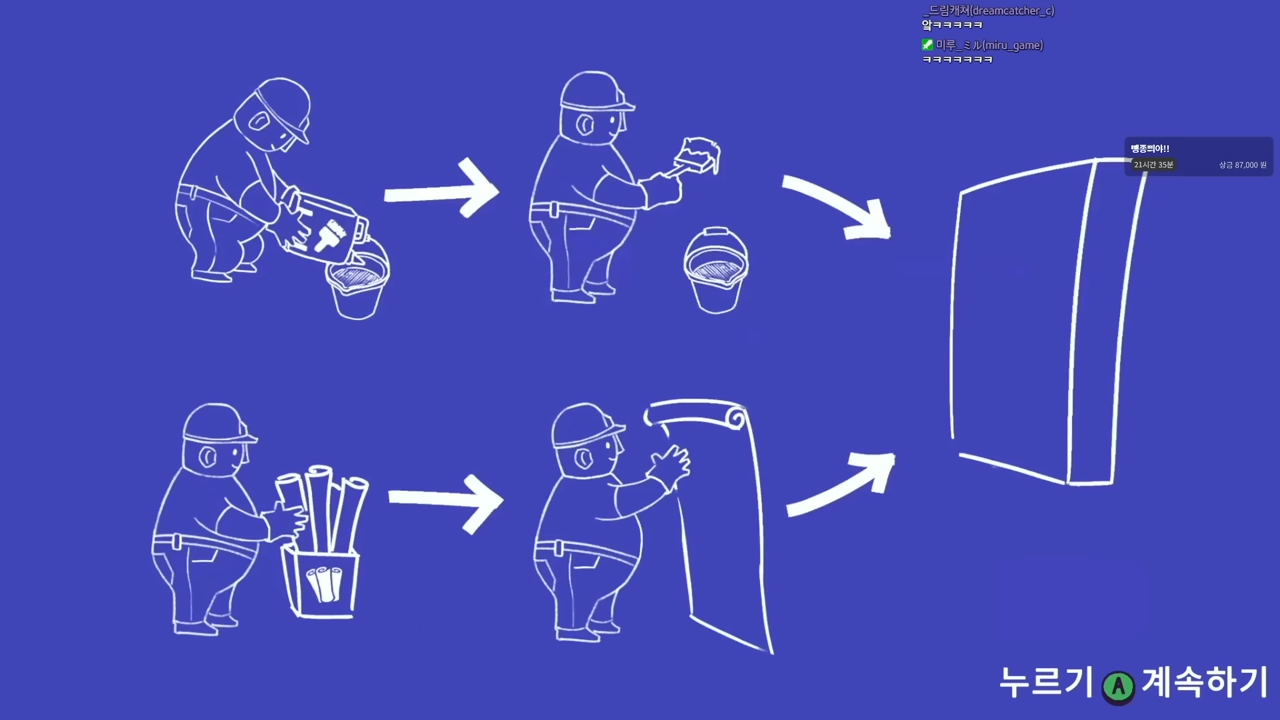 _드림캐쳐(dreamcatcher_c)
앜ㅋㅋㅋㅋㅋ
미루_ミル(miru_game)
ㅋㅋㅋㅋㅋㅋㅋ
뱅종띄야!!
21시간 35분
상금 87,000 원
누르기 A 계속하기